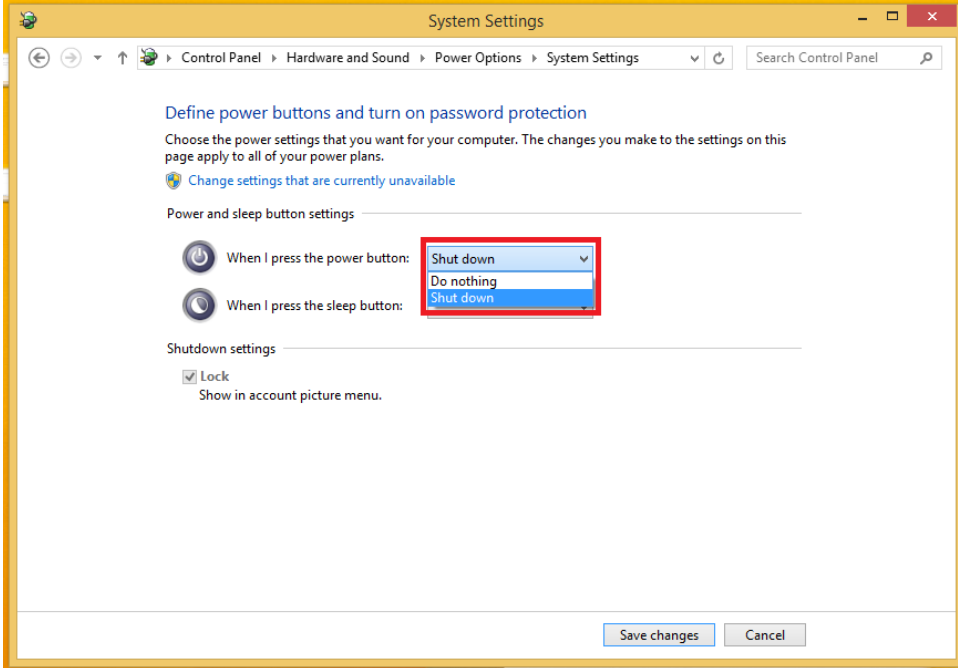 System Settings
Control Panel Hardware and Sound Power Options System Settings
Search Control Panel
Define power buttons and turn on password protection
Choose the power settings that you want for your computer. The changes you make to the settings on this
page apply to all of your power plans.
Change settings that are currently unavailable
Power and sleep button settings
When I press the power button: Shut down
Do nothing
Shut down
When I press the sleep button:
Shutdown settings
Lock
Show in account picture menu.
Save changes Cancel